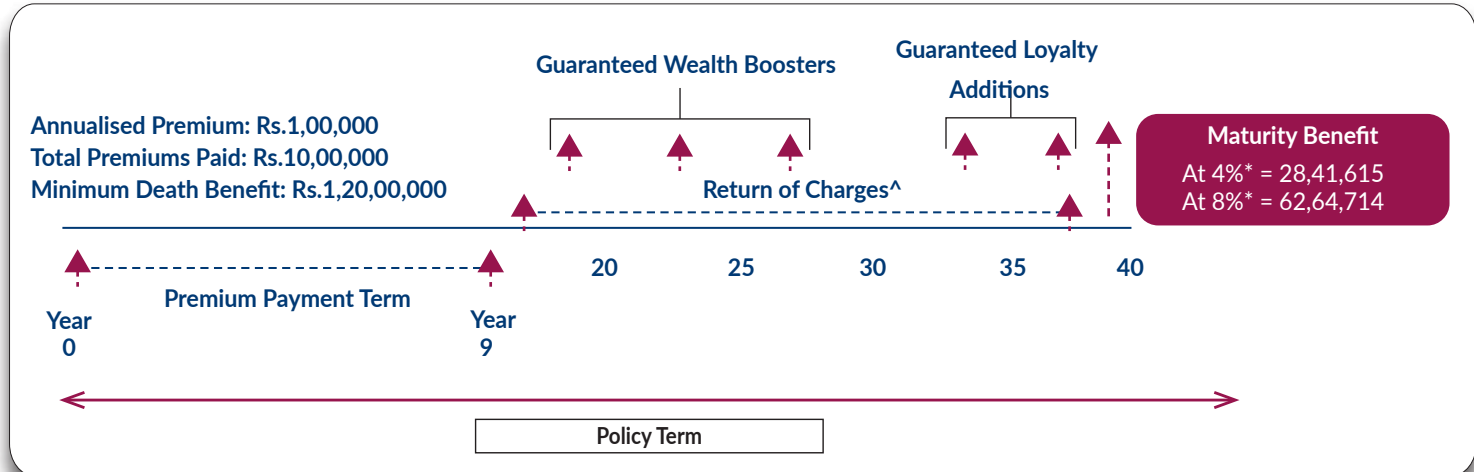 Guaranteed Wealth Boosters
Guaranteed Loyalty
Additions
Annualised Premium: Rs.1,00,000
Total Premiums Paid: Rs.10,00,000
Minimum Death Benefit: Rs.1,20,00,000
Maturity Benefit
At 4%* = 28,41,615
At 8%* = 62,64,714
Return of Charges^
20 25 30 35 40
Premium Payment Term
Year
0
Year
9
Policy Term